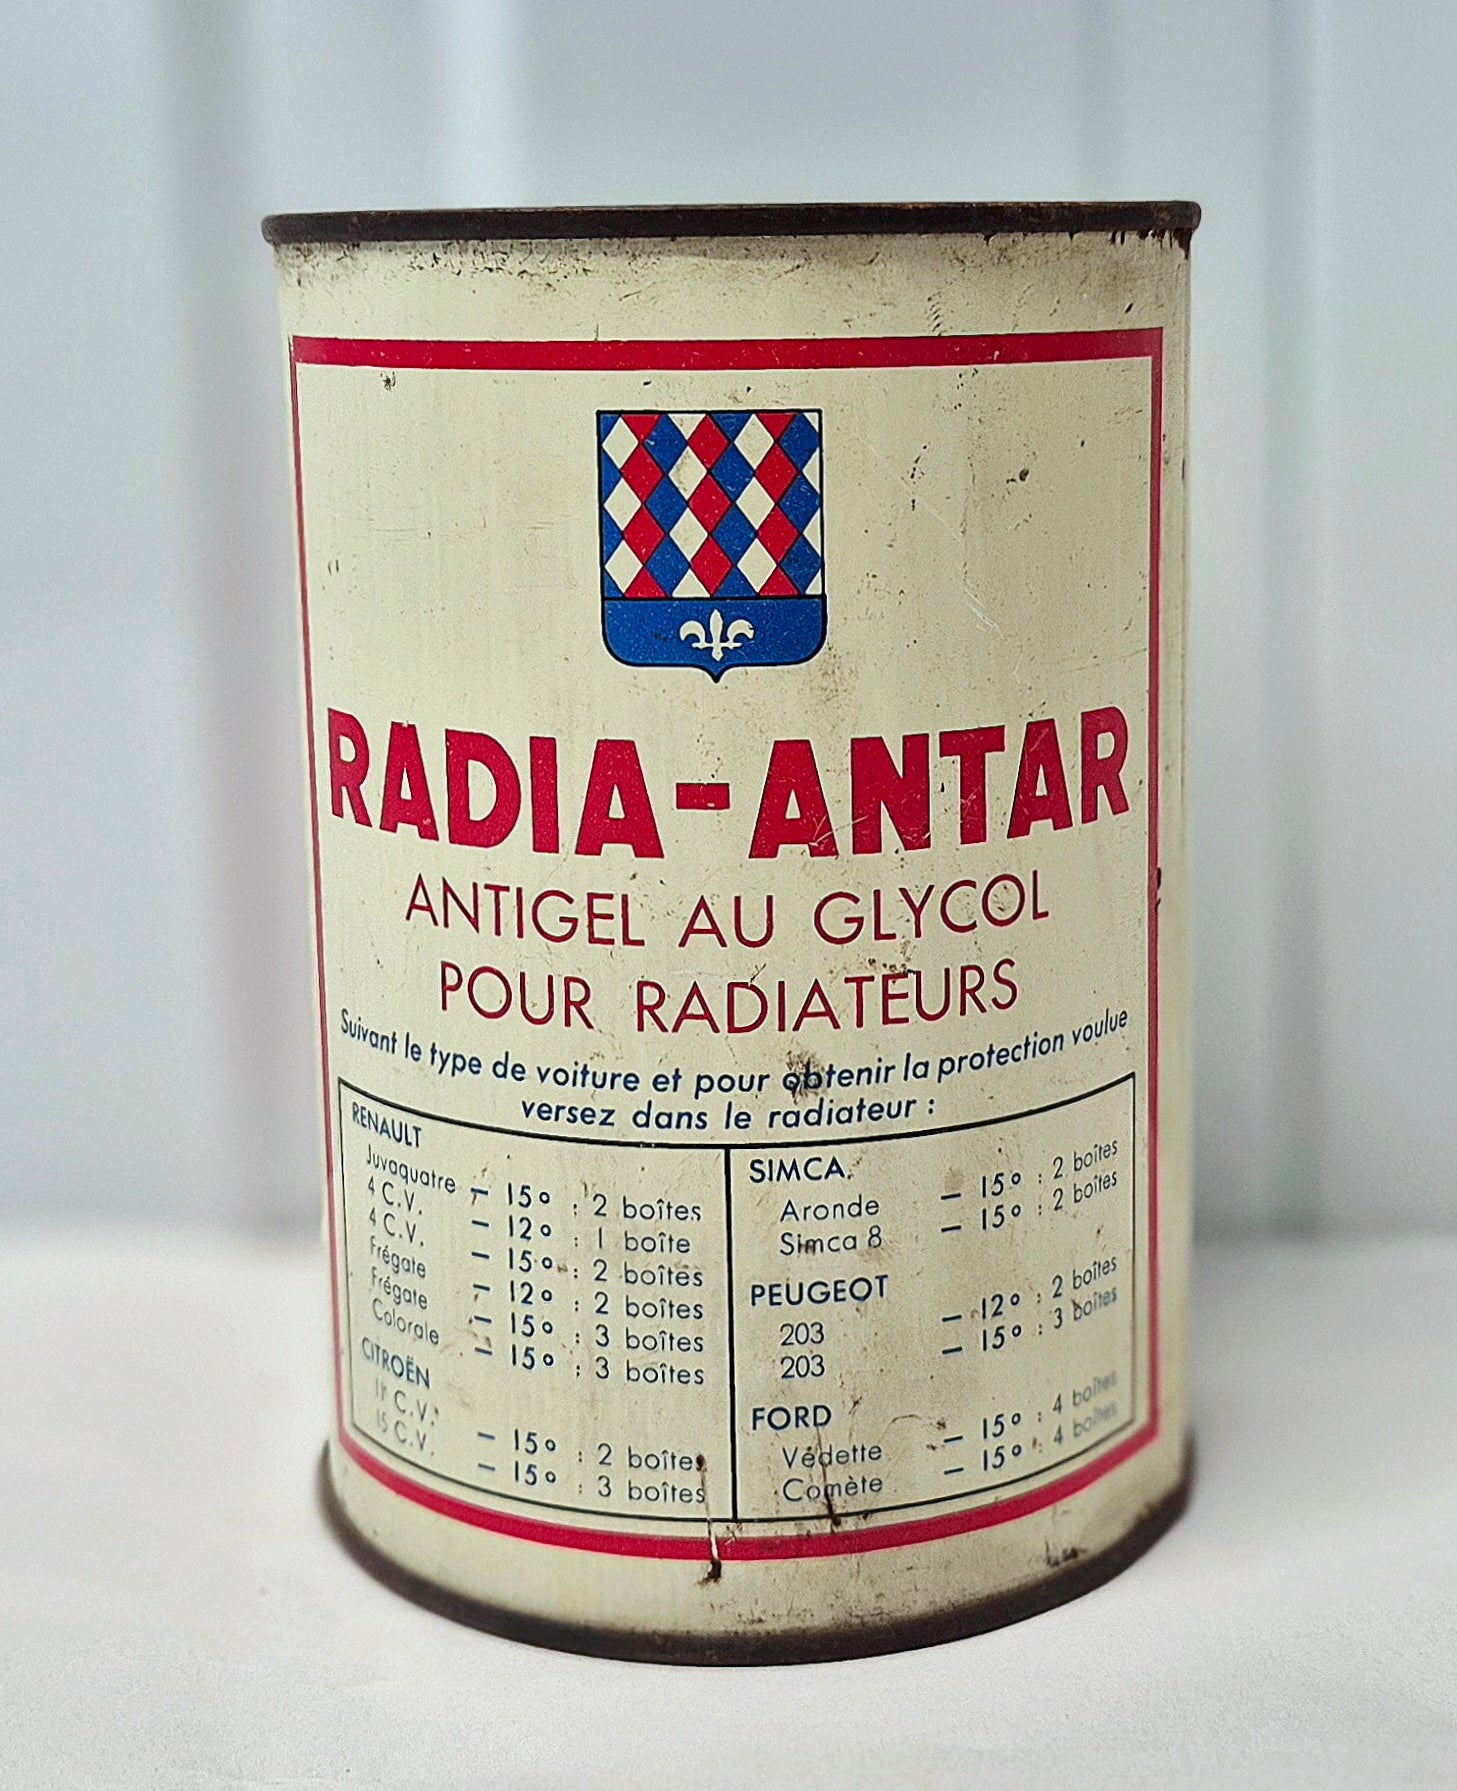 RADIA-ANTAR
ANTIGEL AU GLYCOL
POUR RADIATEURS
Suivant le type de voiture et pour obtenir la protection voulue
versez dans le radiateur :
RENAULT
Juvaquatre – 15° : 2 boîtes
4 C.V. – 12° : 1 boîte
4 C.V. – 15° : 2 boîtes
Frégate – 12° : 2 boîtes
Frégate – 15° : 3 boîtes
Colorale – 15° : 3 boîtes
CITROËN
11 C.V. – 15° : 2 boîtes
15 C.V. – 15° : 3 boîtes
SIMCA
Aronde – 15° : 2 boîtes
Simca 8 – 15° : 2 boîtes
PEUGEOT
203 – 12° : 2 boîtes
203 – 15° : 3 boîtes
FORD
Védette – 15° : 4 boîtes
Comète – 15° : 4 boîtes